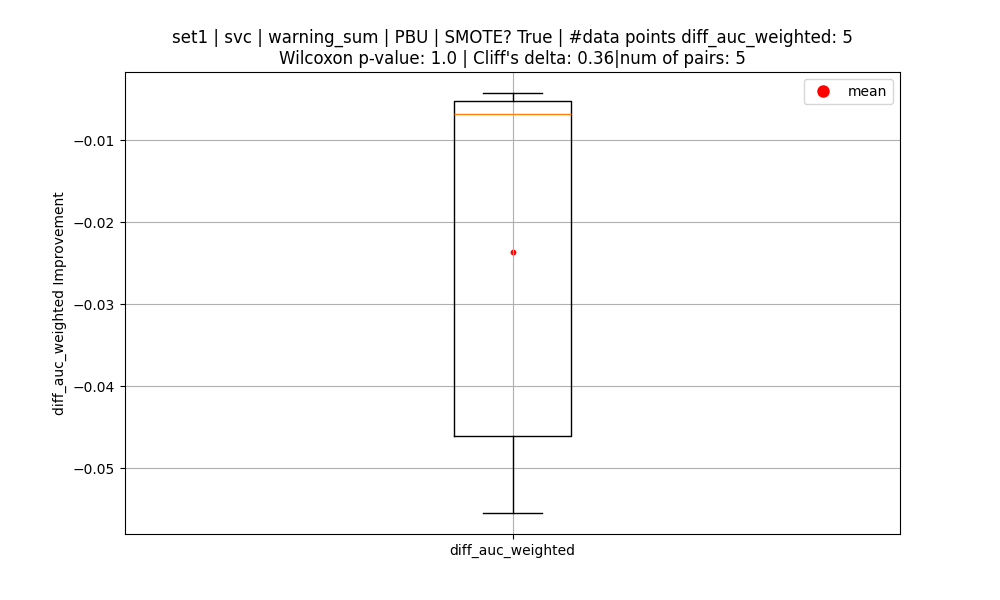 set1 | svc | warning_sum | PBU | SMOTE? True | #data points diff_auc_weighted: 5
Wilcoxon p-value: 1.0 | Cliff's delta: 0.36|num of pairs: 5
mean
−0.01
−0.02
−0.03
−0.04
−0.05
diff_auc_weighted Improvement
diff_auc_weighted